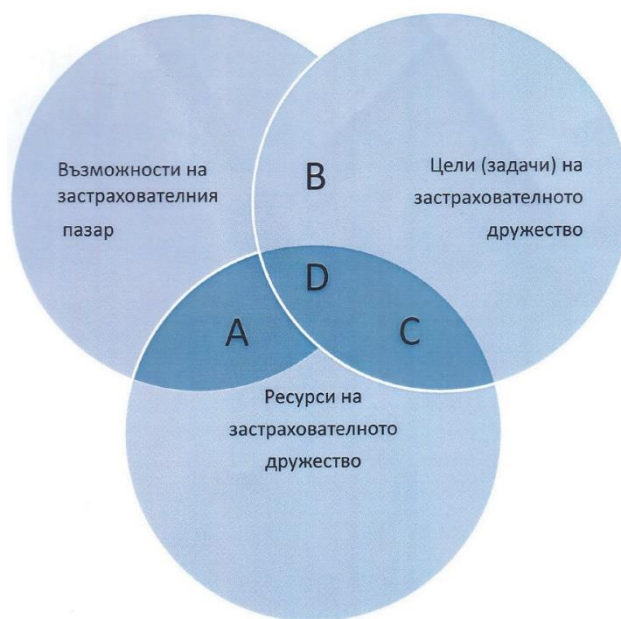 Възможности на
застрахователния
пазар
B
Цели (задачи) на
застрахователното
дружество
D
A
C
Ресурси на
застрахователното
дружество